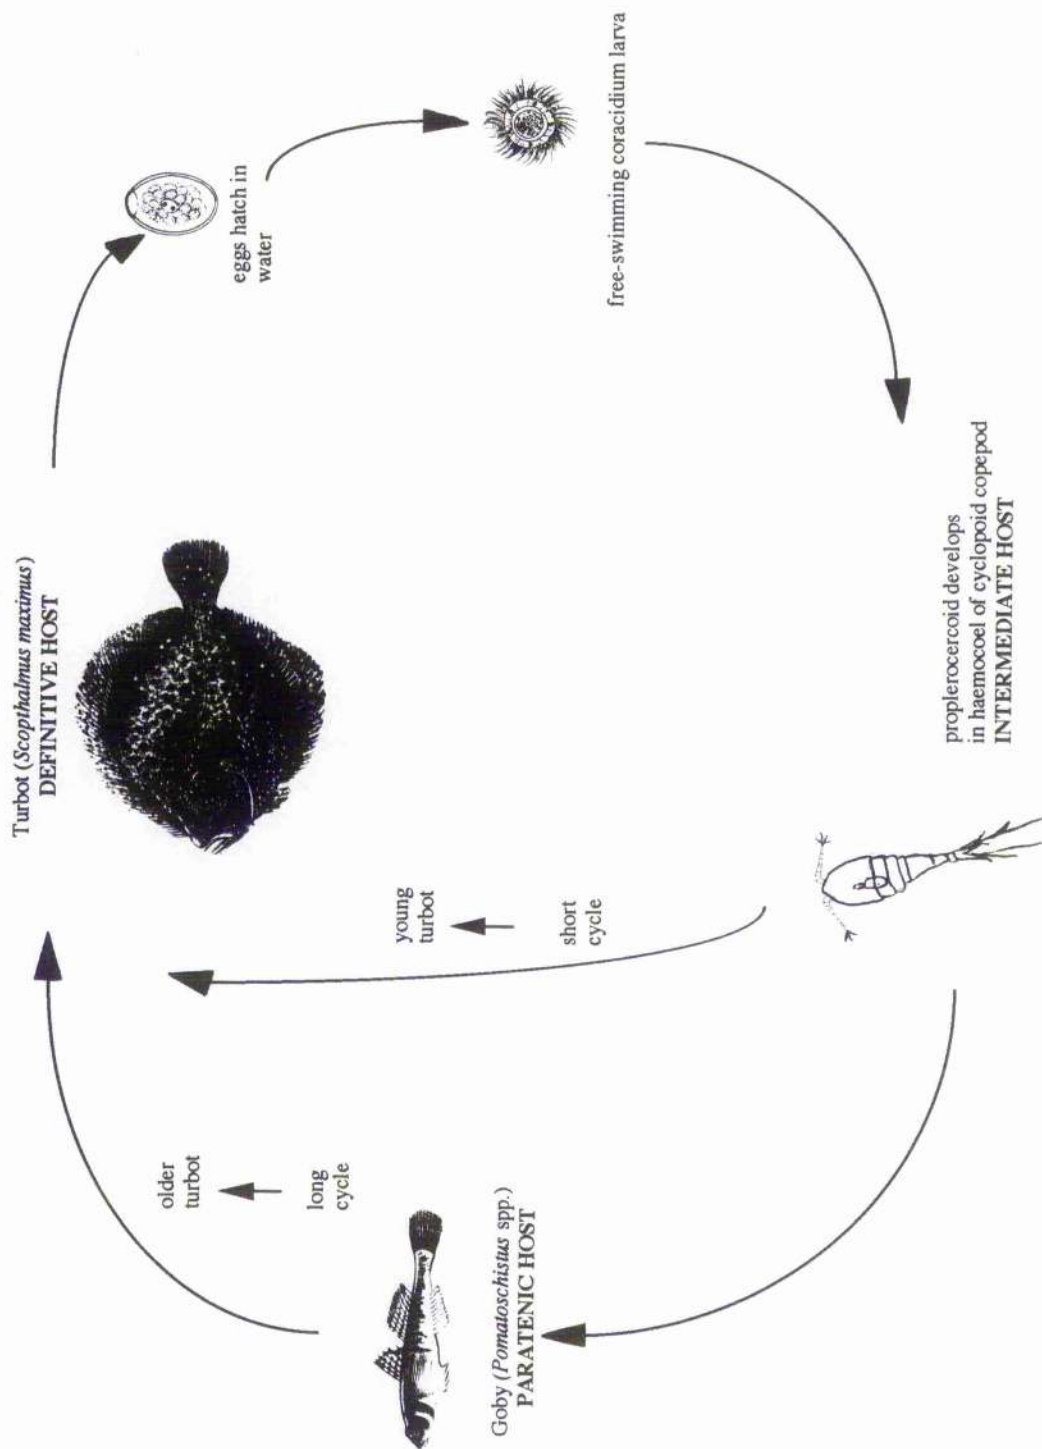 Turbot (Scopthalmus maximus)
DEFINITIVE HOST
eggs hatch in
water
free-swimming coracidium larva
proplerocercoid develops
in haemocoel of cyclopoid copepod
INTERMEDIATE HOST
young
turbot
short
cycle
older
turbot
long
cycle
Goby (Pomatoschistus spp.)
PARATENIC HOST